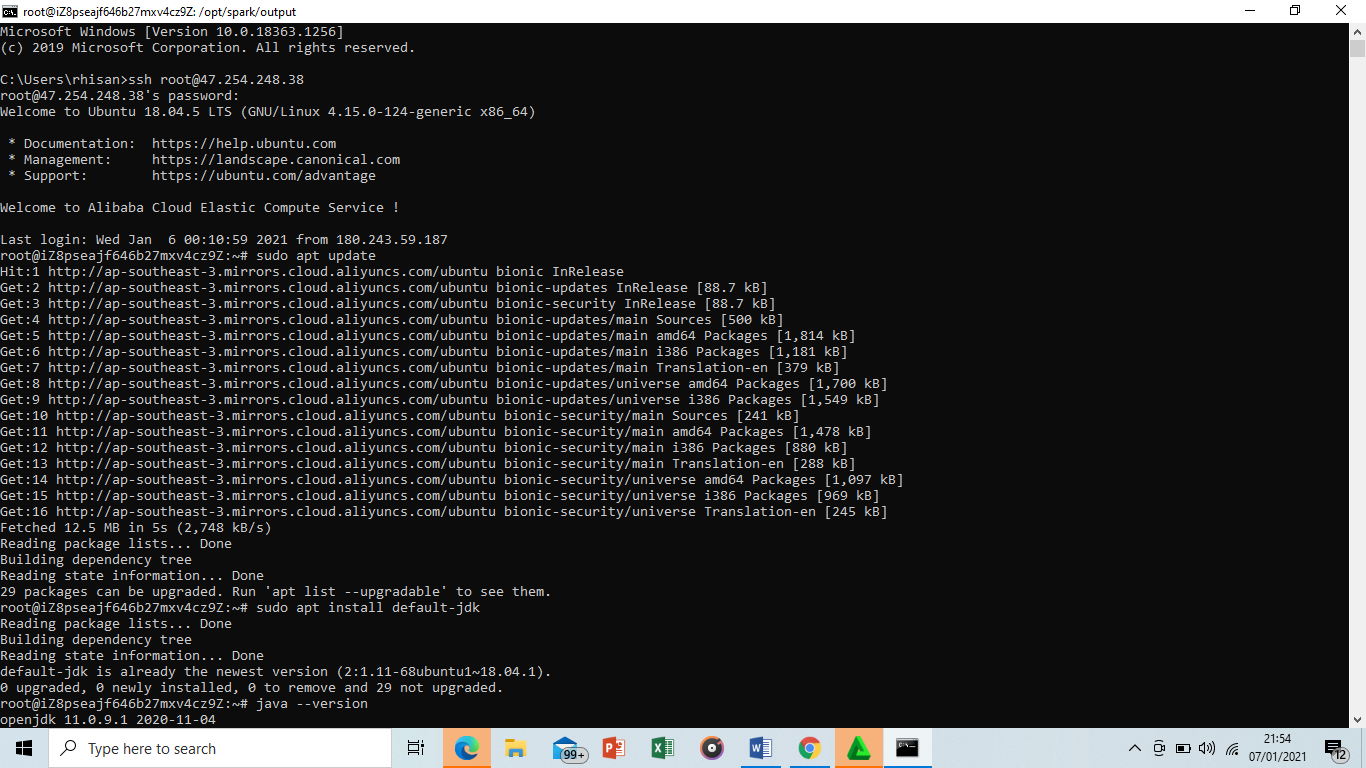 root@iZ8pseajf646b27mxv4cz9Z: /opt/spark/output
Microsoft Windows [Version 10.0.18363.1256]
(c) 2019 Microsoft Corporation. All rights reserved.
C:\Users\rhisan>ssh root@47.254.248.38
root@47.254.248.38's password:
Welcome to Ubuntu 18.04.5 LTS (GNU/Linux 4.15.0-124-generic x86_64)
* Documentation:  https://help.ubuntu.com
* Management:     https://landscape.canonical.com
* Support:        https://ubuntu.com/advantage
Welcome to Alibaba Cloud Elastic Compute Service !
Last login: Wed Jan  6 00:10:59 2021 from 180.243.59.187
root@iZ8pseajf646b27mxv4cz9Z:~# sudo apt update
Hit:1 http://ap-southeast-3.mirrors.cloud.aliyuncs.com/ubuntu bionic InRelease
Get:2 http://ap-southeast-3.mirrors.cloud.aliyuncs.com/ubuntu bionic-updates InRelease [88.7 kB]
Get:3 http://ap-southeast-3.mirrors.cloud.aliyuncs.com/ubuntu bionic-security InRelease [88.7 kB]
Get:4 http://ap-southeast-3.mirrors.cloud.aliyuncs.com/ubuntu bionic-updates/main Sources [500 kB]
Get:5 http://ap-southeast-3.mirrors.cloud.aliyuncs.com/ubuntu bionic-updates/main amd64 Packages [1,814 kB]
Get:6 http://ap-southeast-3.mirrors.cloud.aliyuncs.com/ubuntu bionic-updates/main i386 Packages [1,181 kB]
Get:7 http://ap-southeast-3.mirrors.cloud.aliyuncs.com/ubuntu bionic-updates/main Translation-en [379 kB]
Get:8 http://ap-southeast-3.mirrors.cloud.aliyuncs.com/ubuntu bionic-updates/universe amd64 Packages [1,700 kB]
Get:9 http://ap-southeast-3.mirrors.cloud.aliyuncs.com/ubuntu bionic-updates/universe i386 Packages [1,549 kB]
Get:10 http://ap-southeast-3.mirrors.cloud.aliyuncs.com/ubuntu bionic-security/main Sources [241 kB]
Get:11 http://ap-southeast-3.mirrors.cloud.aliyuncs.com/ubuntu bionic-security/main amd64 Packages [1,478 kB]
Get:12 http://ap-southeast-3.mirrors.cloud.aliyuncs.com/ubuntu bionic-security/main i386 Packages [880 kB]
Get:13 http://ap-southeast-3.mirrors.cloud.aliyuncs.com/ubuntu bionic-security/main Translation-en [288 kB]
Get:14 http://ap-southeast-3.mirrors.cloud.aliyuncs.com/ubuntu bionic-security/universe amd64 Packages [1,097 kB]
Get:15 http://ap-southeast-3.mirrors.cloud.aliyuncs.com/ubuntu bionic-security/universe i386 Packages [969 kB]
Get:16 http://ap-southeast-3.mirrors.cloud.aliyuncs.com/ubuntu bionic-security/universe Translation-en [245 kB]
Fetched 12.5 MB in 5s (2,748 kB/s)
Reading package lists... Done
Building dependency tree
Reading state information... Done
29 packages can be upgraded. Run 'apt list --upgradable' to see them.
root@iZ8pseajf646b27mxv4cz9Z:~# sudo apt install default-jdk
Reading package lists... Done
Building dependency tree
Reading state information... Done
default-jdk is already the newest version (2:1.11-68ubuntu1~18.04.1).
0 upgraded, 0 newly installed, 0 to remove and 29 not upgraded.
root@iZ8pseajf646b27mxv4cz9Z:~# java --version
openjdk 11.0.9.1 2020-11-04
Type here to search
99+
21:54
07/01/2021
12